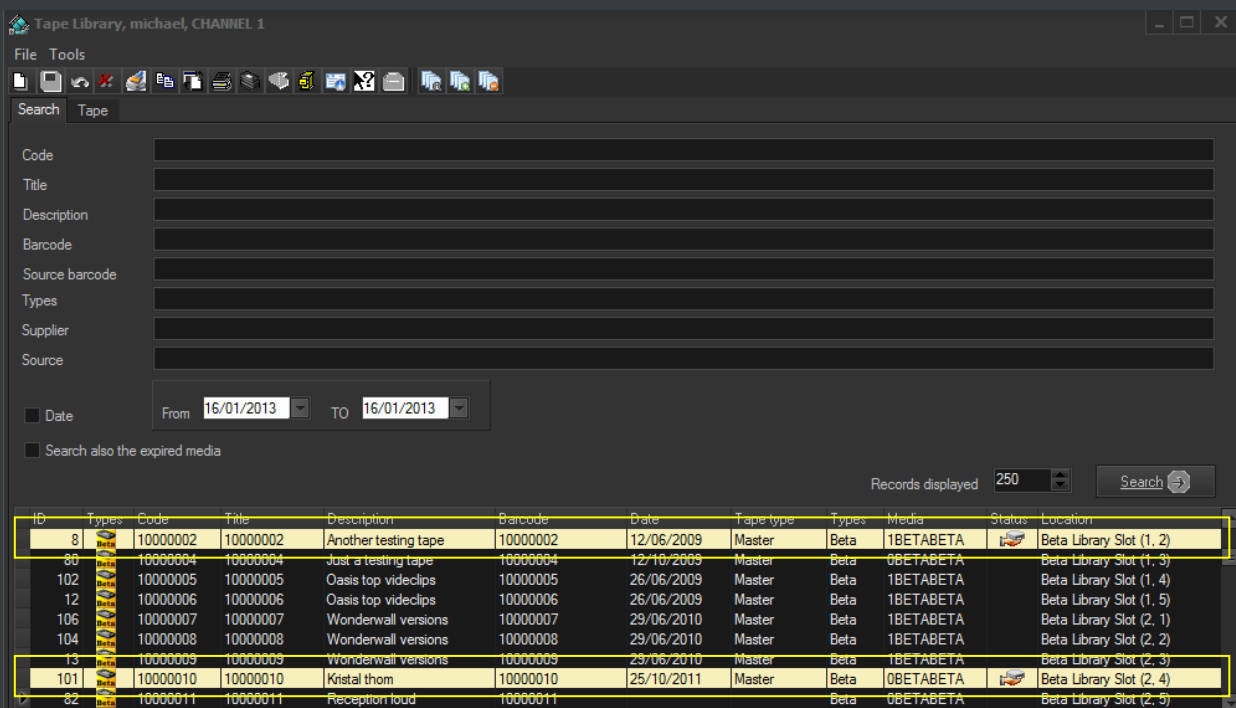 Tape Library, michael, CHANNEL 1
File Tools
Search Tape
Code
Title
Description
Barcode
Source barcode
Types
Supplier
Source
Date From 16/01/2013 TO 16/01/2013
Search also the expired media
Records displayed 250 Search
ID Types Code Title Description Barcode Date Tape type Types Media Status Location
8 Beta 10000002 10000002 Another testing tape 10000002 12/06/2009 Master Beta 1BETABETA Beta Library Slot (1, 2)
80 Beta 10000004 10000004 Just a testing tape 10000004 12/10/2009 Master Beta 0BETABETA Beta Library Slot (1, 3)
102 Beta 10000005 10000005 Oasis top videclips 10000005 26/06/2009 Master Beta 1BETABETA Beta Library Slot (1, 4)
12 Beta 10000006 10000006 Oasis top videclips 10000006 26/06/2009 Master Beta 1BETABETA Beta Library Slot (1, 5)
106 Beta 10000007 10000007 Wonderwall versions 10000007 29/06/2010 Master Beta 1BETABETA Beta Library Slot (2, 1)
104 Beta 10000008 10000008 Wonderwall versions 10000008 29/06/2010 Master Beta 1BETABETA Beta Library Slot (2, 2)
13 Beta 10000009 10000009 Wonderwall versions 10000009 29/06/2010 Master Beta 1BETABETA Beta Library Slot (2, 3)
101 Beta 10000010 10000010 Kristal thom 10000010 25/10/2011 Master Beta 0BETABETA Beta Library Slot (2, 4)
82 Beta 10000011 10000011 Reception loud 10000011 Beta 0BETABETA Beta Library Slot (2, 5)